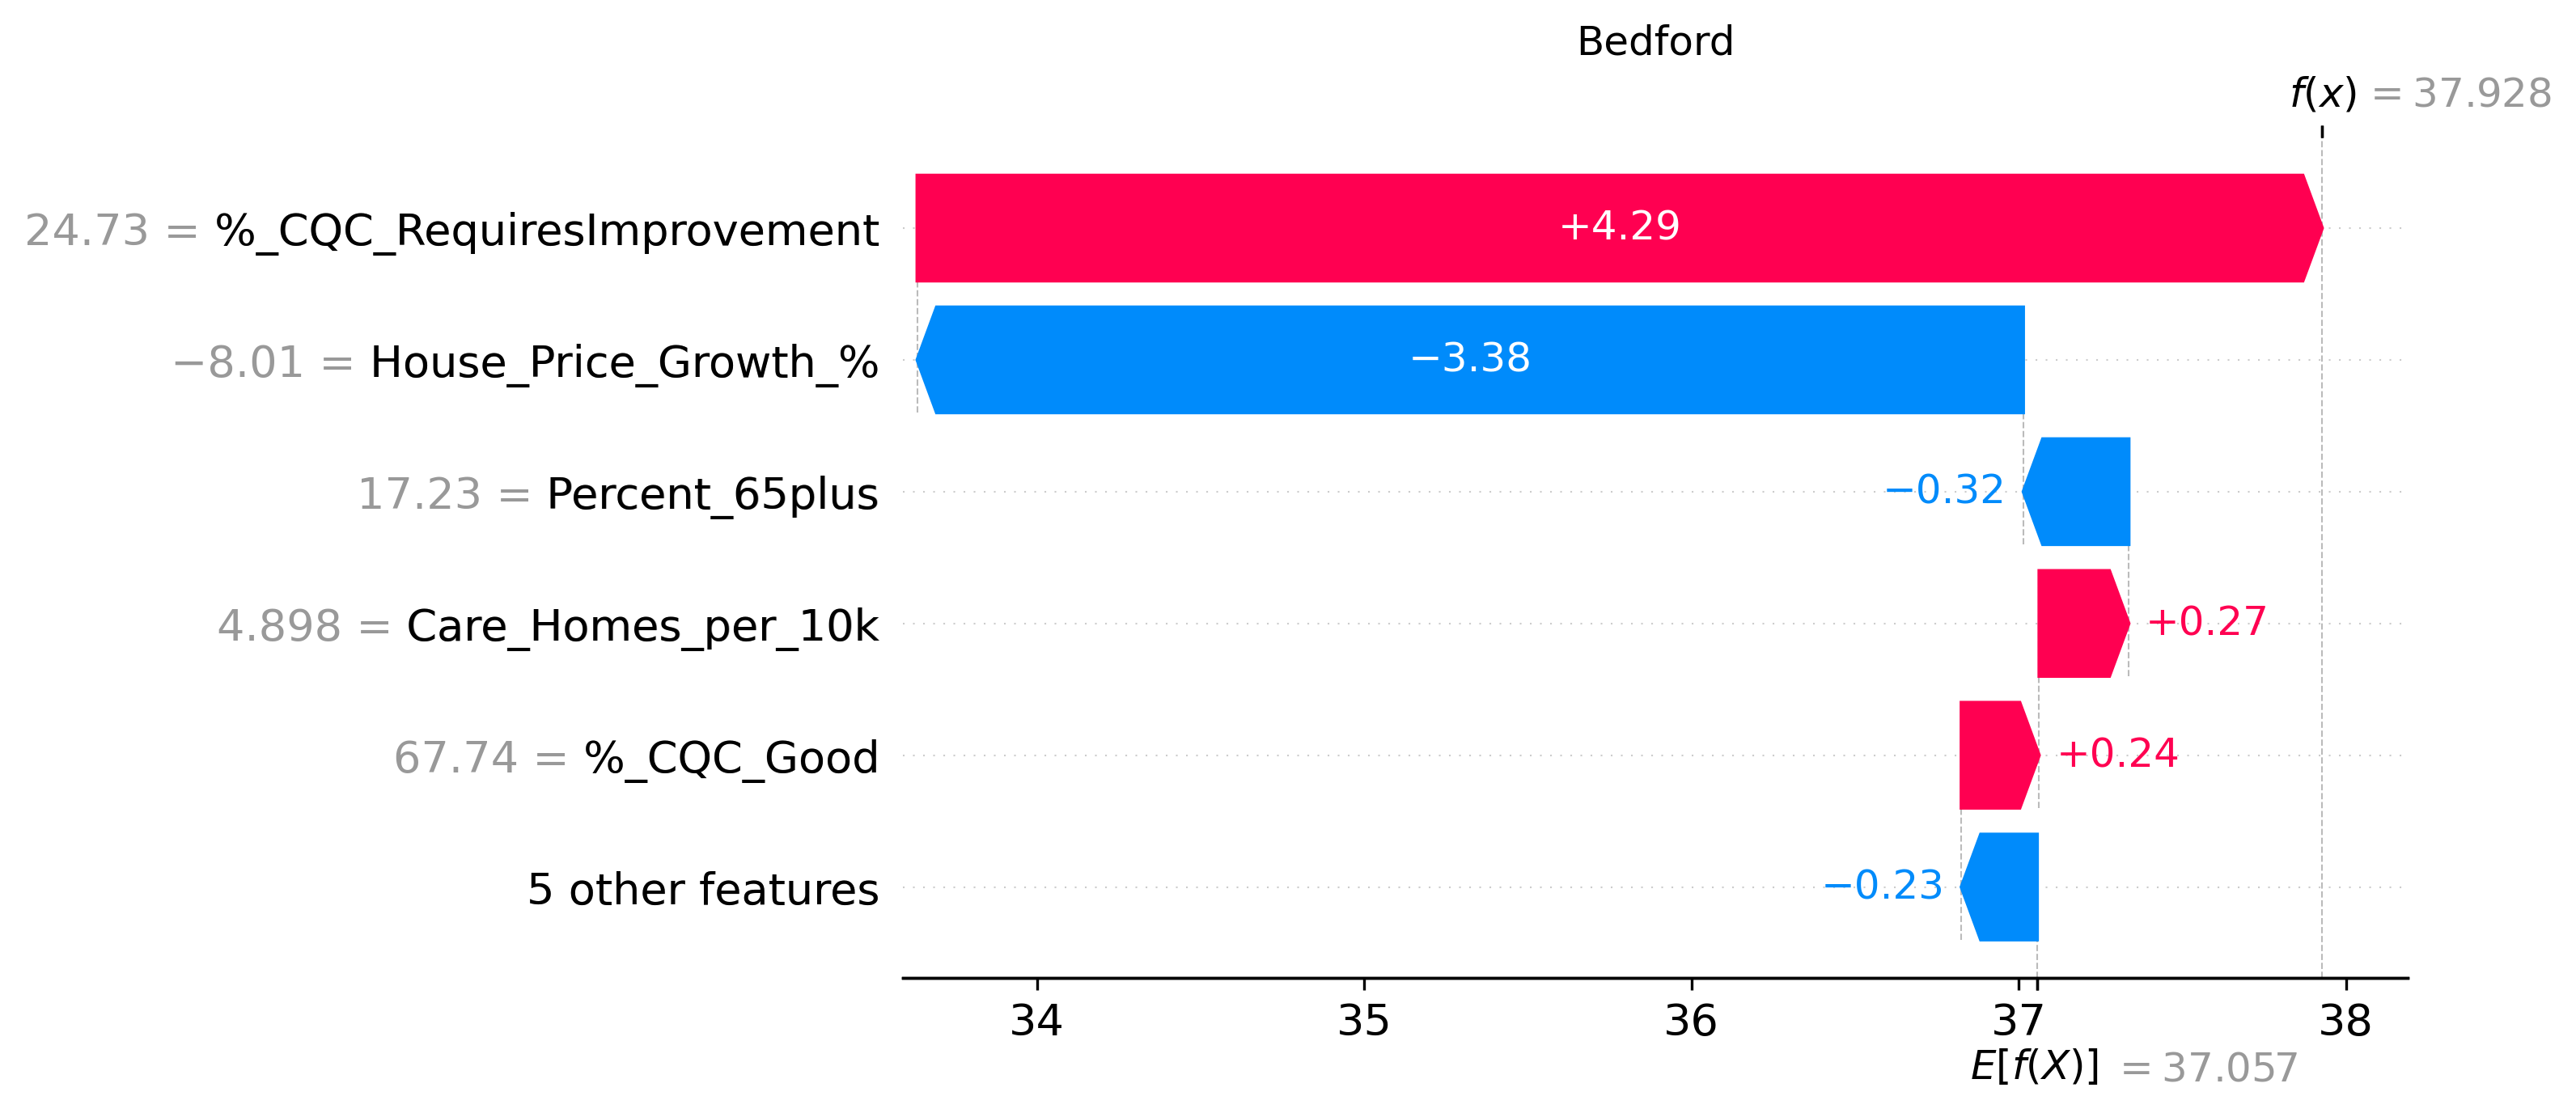 Bedford
f(x) = 37.928
24.73 = %_CQC_RequiresImprovement
+4.29
−8.01 = House_Price_Growth_%
−3.38
17.23 = Percent_65plus
−0.32
4.898 = Care_Homes_per_10k
+0.27
67.74 = %_CQC_Good
+0.24
5 other features
−0.23
34 35 36 37 38
E[f(X)] = 37.057